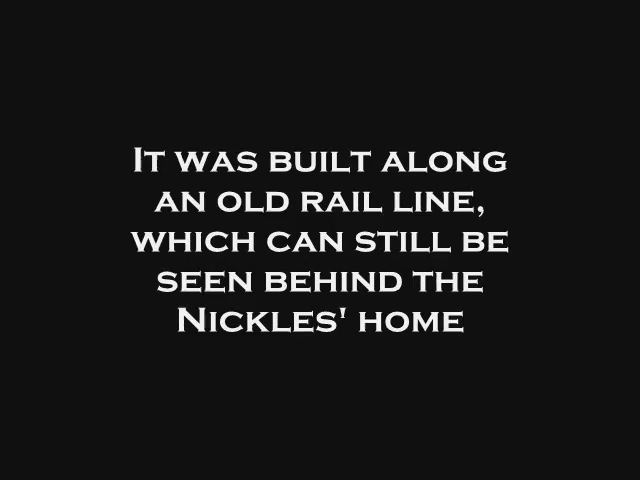 It was built along
an old rail line,
which can still be
seen behind the
Nickles' home